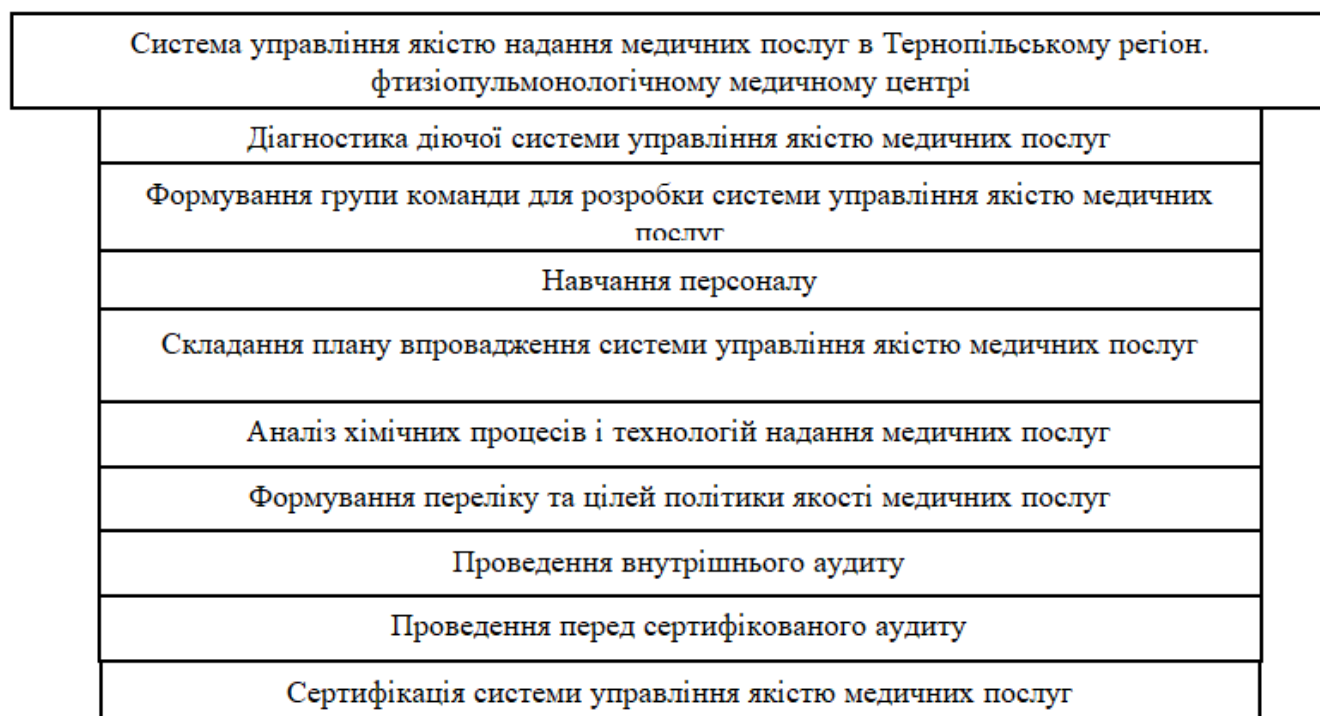 Система управління якістю надання медичних послуг в Тернопільському регіон.
фтизіопульмонологічному медичному центрі
Діагностика діючої системи управління якістю медичних послуг
Формування групи команди для розробки системи управління якістю медичних
послуг
Навчання персоналу
Складання плану впровадження системи управління якістю медичних послуг
Аналіз хімічних процесів і технологій надання медичних послуг
Формування переліку та цілей політики якості медичних послуг
Проведення внутрішнього аудиту
Проведення перед сертифікованого аудиту
Сертифікація системи управління якістю медичних послуг